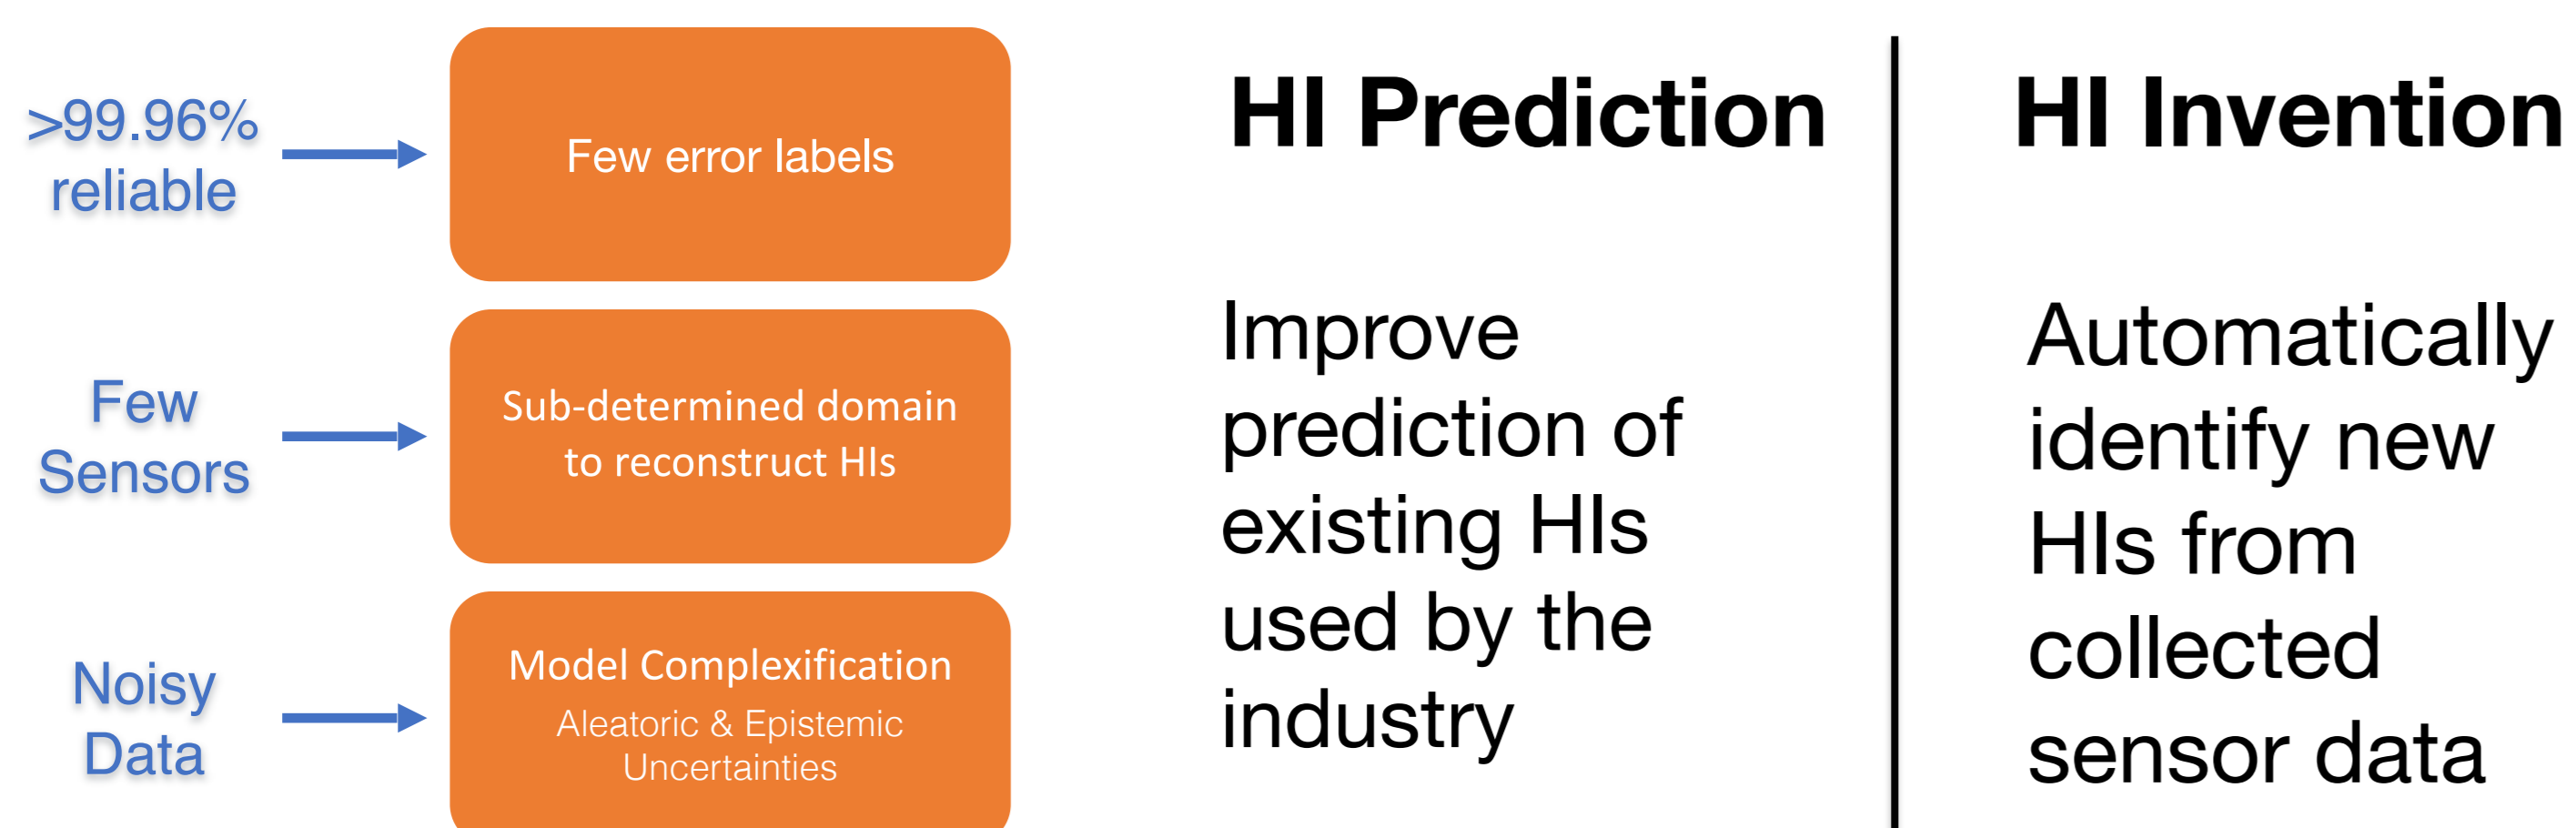 >99.96%
reliable
Few error labels
Few
Sensors
Sub-determined domain
to reconstruct HIs
Noisy
Data
Model Complexification
Aleatoric & Epistemic
Uncertainties
HI Prediction
Improve
prediction of
existing HIs
used by the
industry
HI Invention
Automatically
identify new
HIs from
collected
sensor data